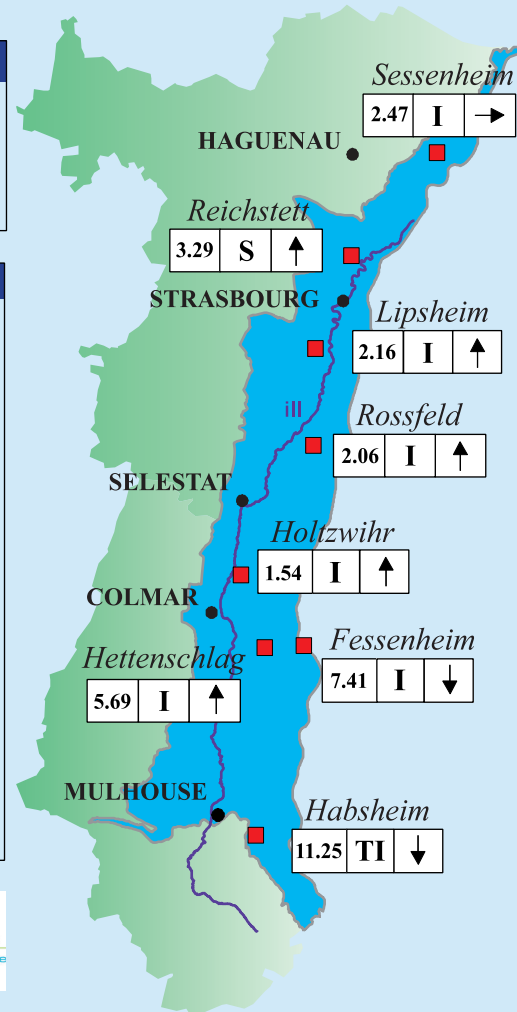 Sessenheim
2.47 I
HAGUENAU
Reichstett
3.29 S
STRASBOURG
Lipsheim
2.16 I
ill
Rossfeld
2.06 I
SELESTAT
Holtzwihr
1.54 I
COLMAR
Fessenheim
7.41 I
Hettenschlag
5.69 I
MULHOUSE
Habsheim
11.25 TI
e